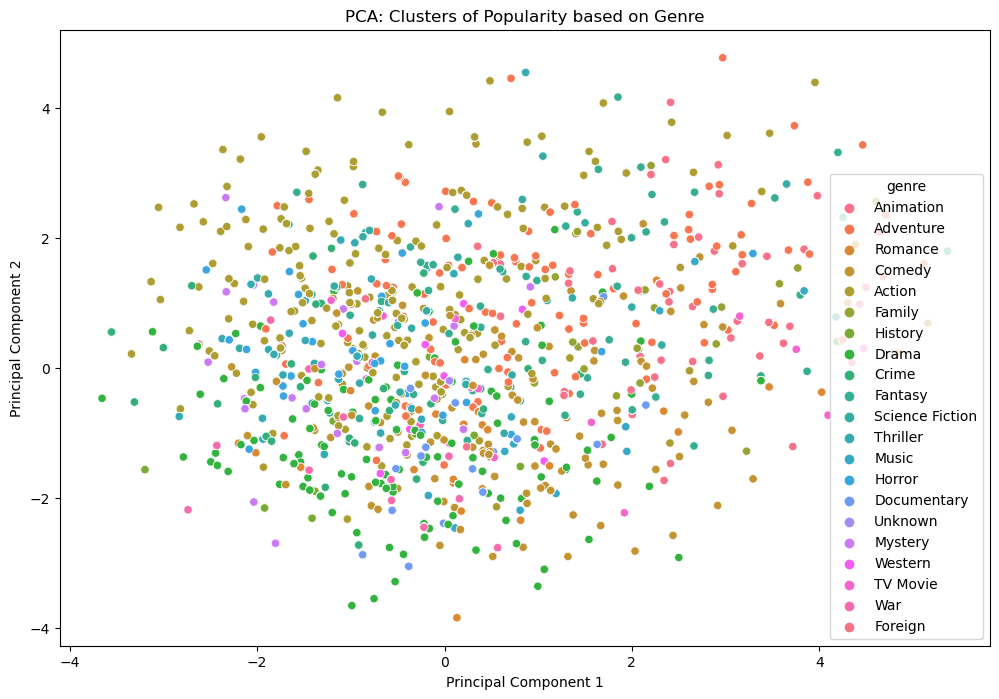 PCA: Clusters of Popularity based on Genre
Principal Component 2
4
2
0
−2
−4
−4
−2
0
2
4
Principal Component 1
genre
Animation
Adventure
Romance
Comedy
Action
Family
History
Drama
Crime
Fantasy
Science Fiction
Thriller
Music
Horror
Documentary
Unknown
Mystery
Western
TV Movie
War
Foreign